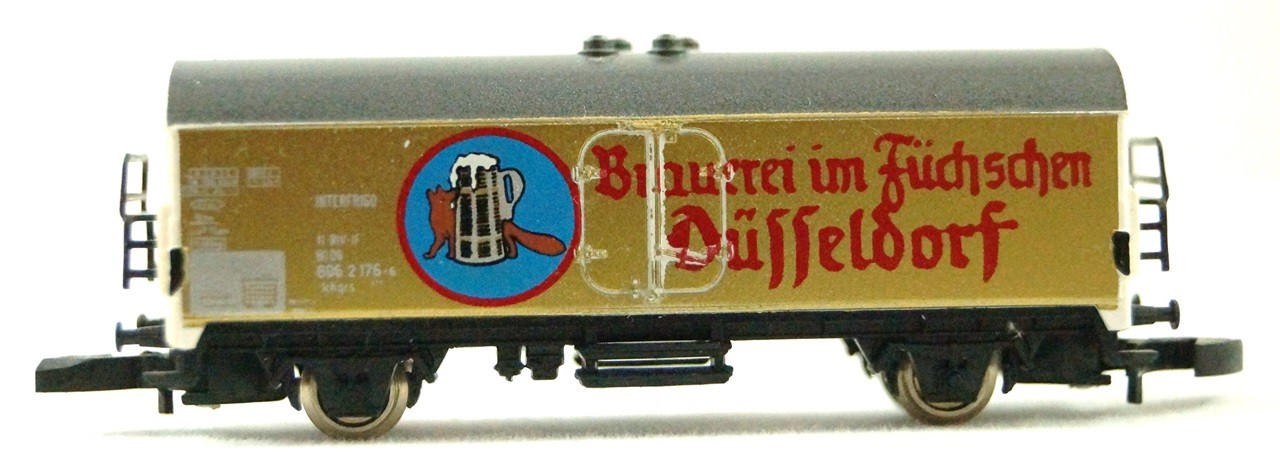 INTERFRIGO
806 2 176-6
Brauerei im Füchschen
Düsseldorf